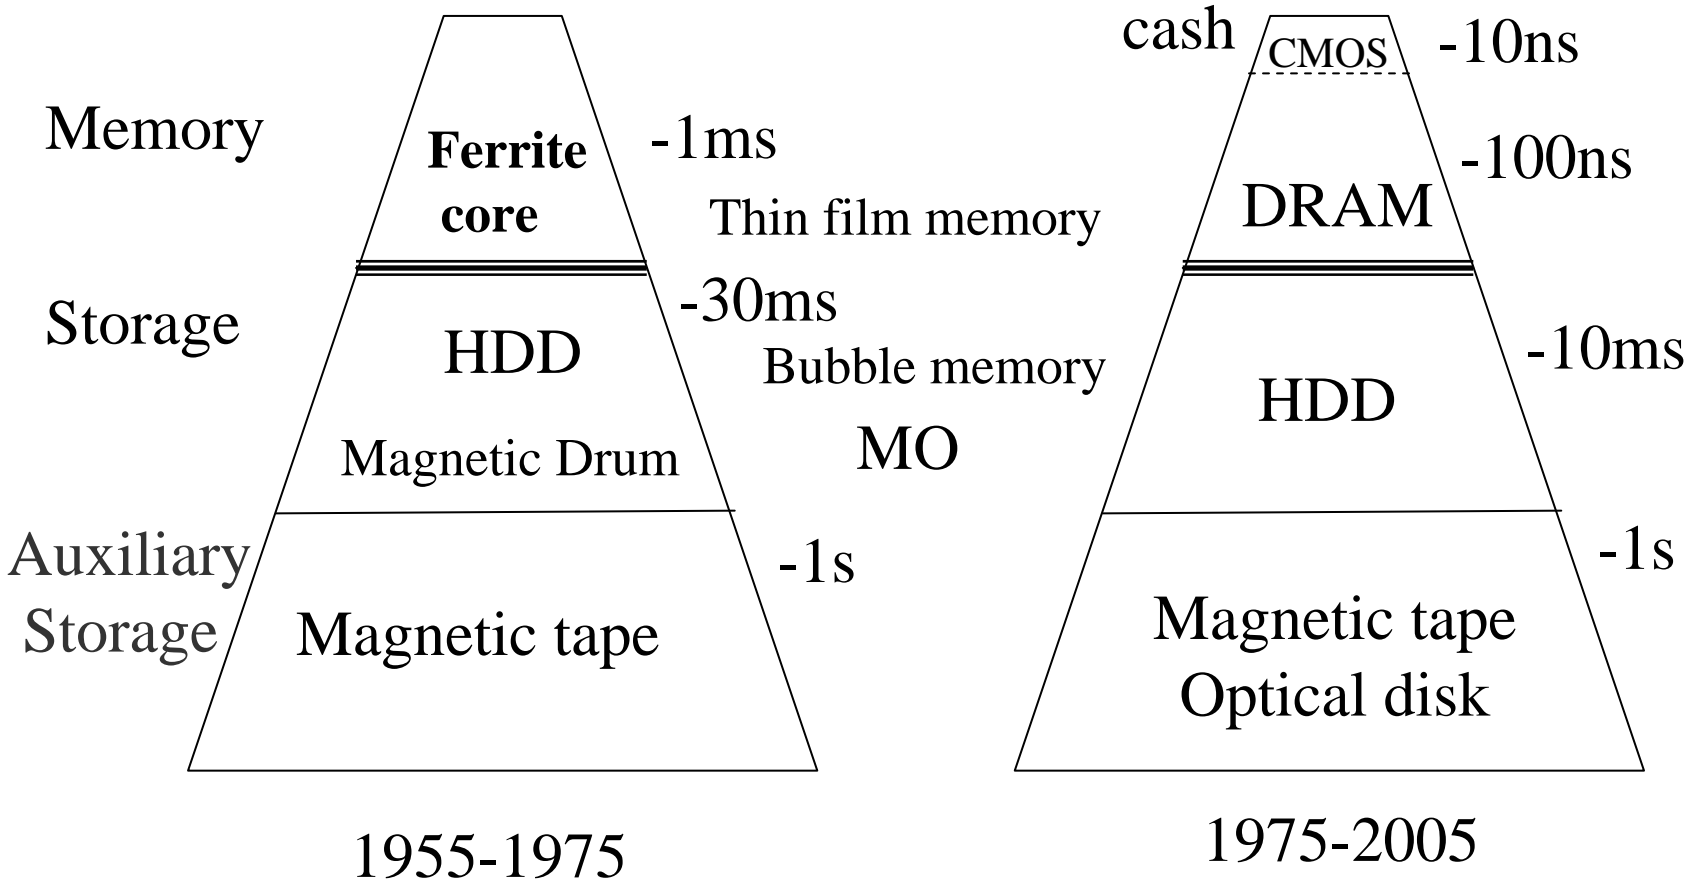 Memory
Ferrite
core
-1ms
Thin film memory
Storage
-30ms
HDD
Bubble memory
MO
Magnetic Drum
Auxiliary
Storage
-1s
Magnetic tape
1955-1975
cash
CMOS
-10ns
-100ns
DRAM
-10ms
HDD
-1s
Magnetic tape
Optical disk
1975-2005